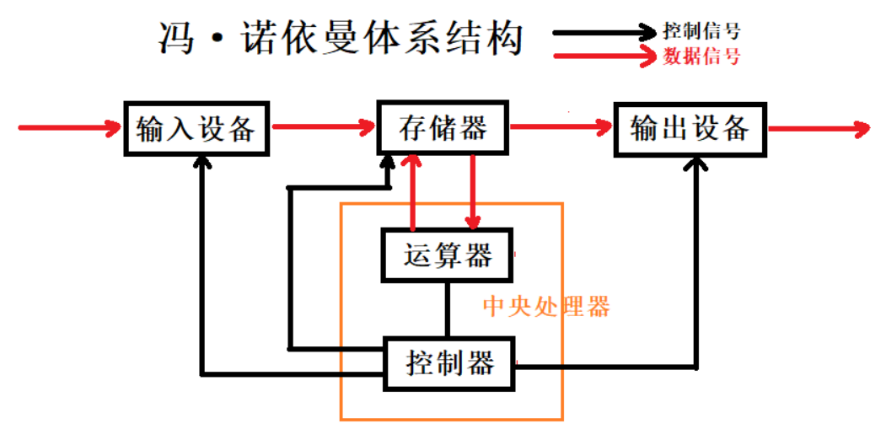 冯·诺依曼体系结构
控制信号
数据信号
输入设备
存储器
输出设备
运算器
中央处理器
控制器